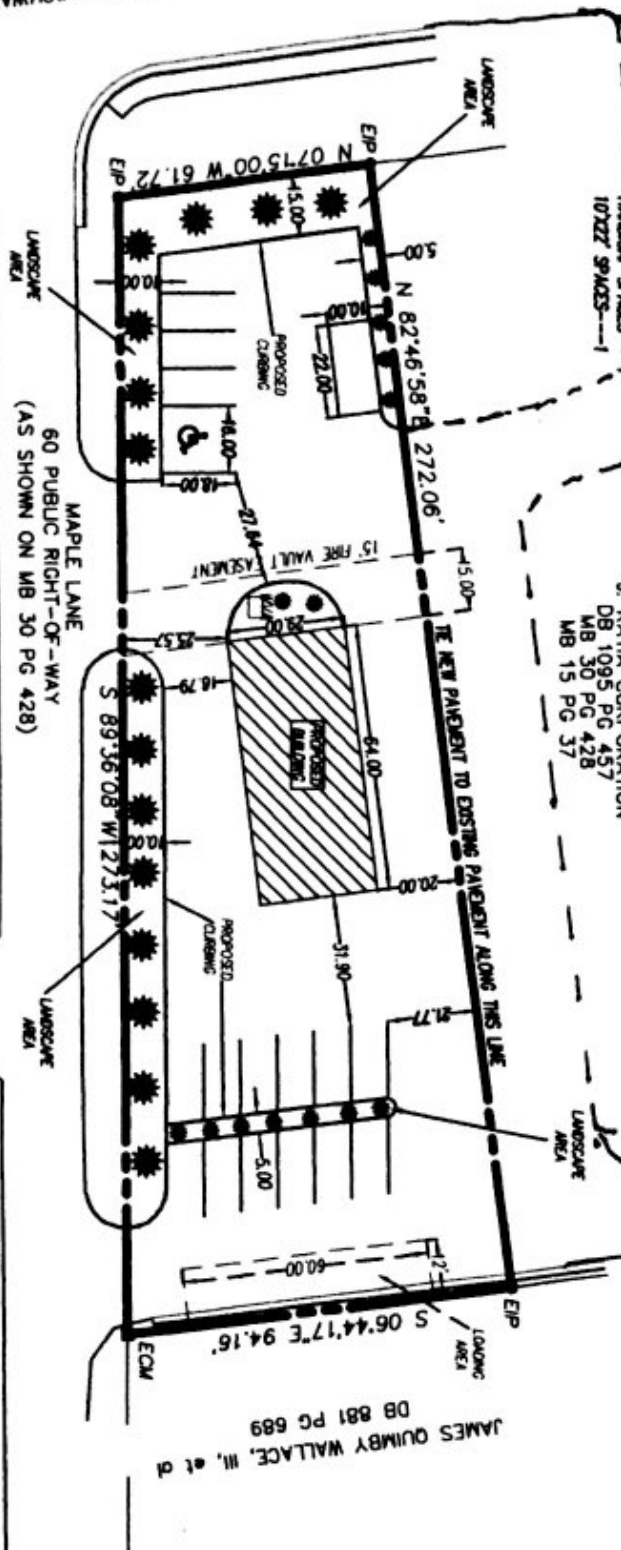 10'X22' SPACES----1
LANDSCAPE
AREA
EIP
N 07°15'00" W 61.72'
EIP
15.00
5.00
N 82°46'58" E 272.06'
LANDSCAPE
AREA
10.00
PROPOSED
CURBING
10.00
22.00
16.00
18.00
27.84
15' FIRE VAULT EASEMENT
15.00
DB 1095 PG 457
MB 30 PG 428
MB 15 PG 37
MAPLE LANE
60 PUBLIC RIGHT-OF-WAY
(AS SHOWN ON MB 30 PG 428)
25.57
29.00
18.79
PROPOSED
BUILDING
64.00
TIE NEW PAVEMENT TO EXISTING PAVEMENT ALONG THIS LINE
S 89°36'08" W 273.17'
10.00
20.00
PROPOSED
CURBING
31.90
21.77
LANDSCAPE
AREA
5.00
LANDSCAPE
AREA
60.00
12'
LOADING
AREA
S 06°44'17" E 94.16'
EIP
ECM
JAMES QUIMBY WALLACE, III, et al
DB 881 PG 689